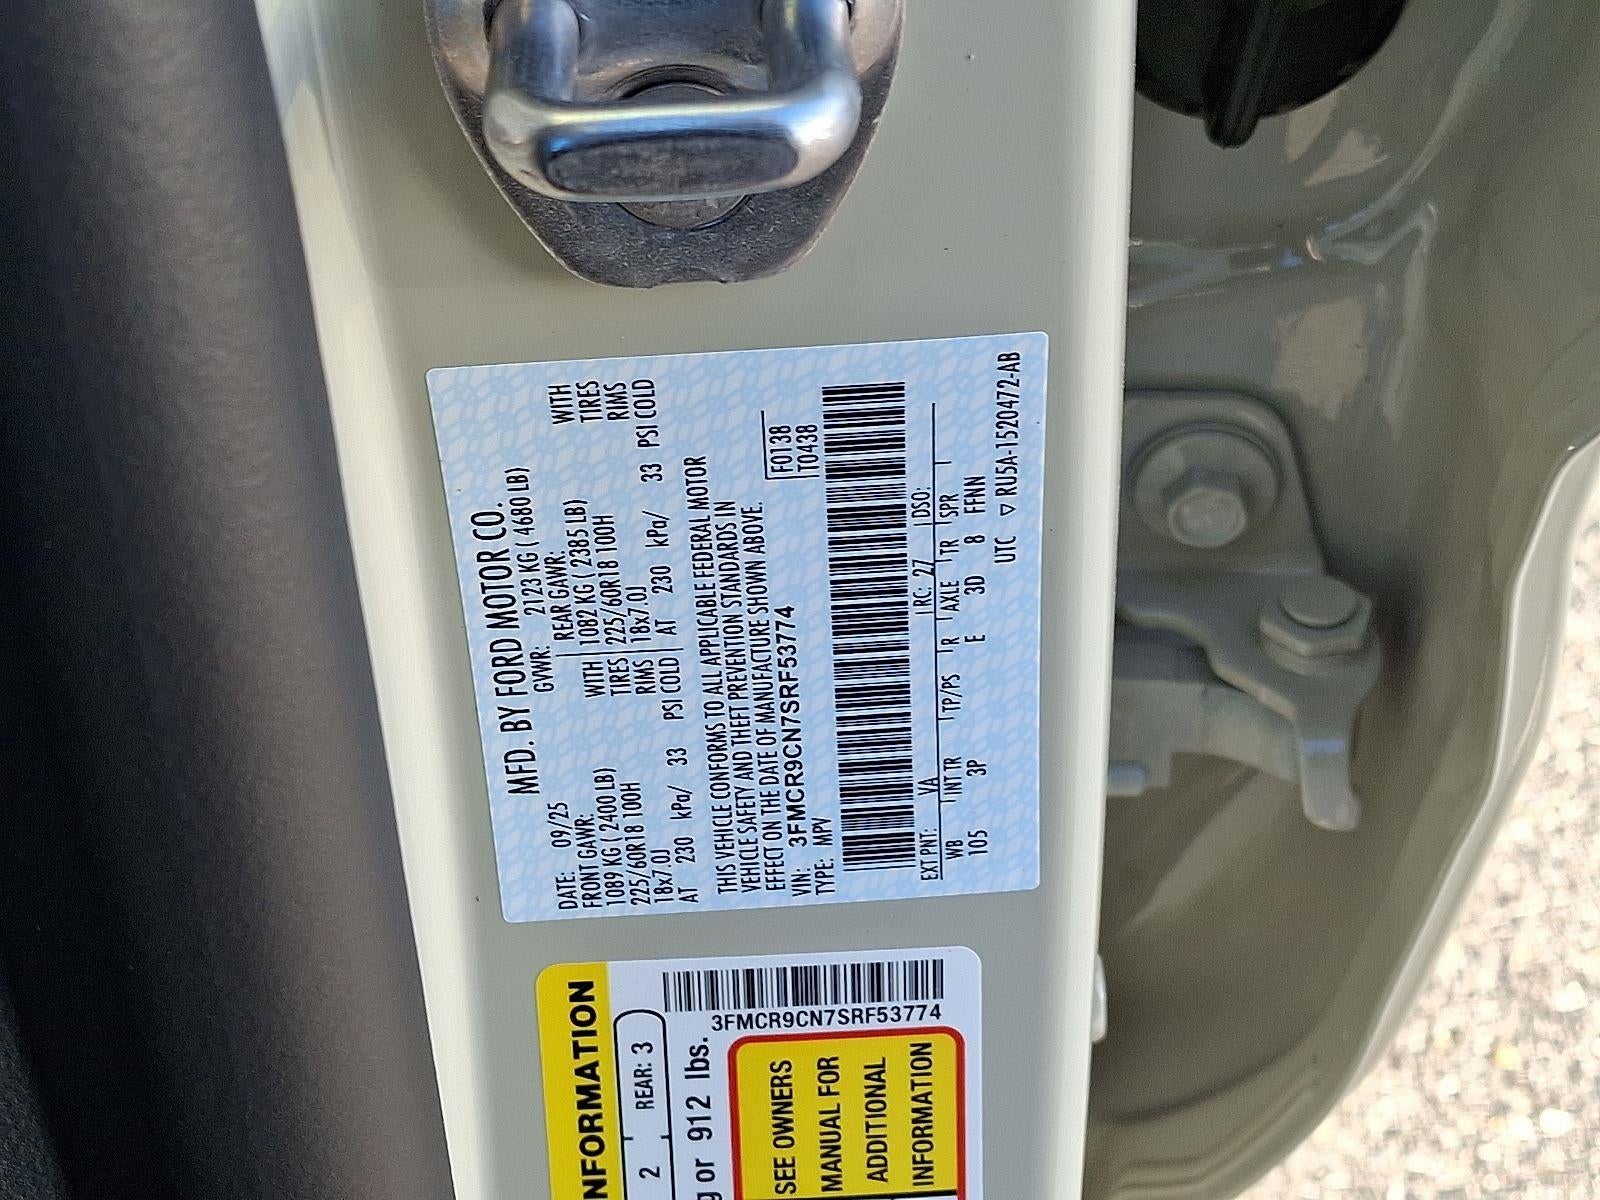 MFD. BY FORD MOTOR CO.
DATE: 09/25 GVWR: 2123 KG ( 4680 LB)
FRONT GAWR: REAR GAWR:
1089 KG ( 2400 LB) WITH 1082 KG ( 2385 LB) WITH
225/60R18 100H TIRES 225/60R18 100H TIRES
18x7.0J RIMS 18x7.0J RIMS
AT 230 kPa/ 33 PSI COLD AT 230 kPa/ 33 PSI COLD
THIS VEHICLE CONFORMS TO ALL APPLICABLE FEDERAL MOTOR
VEHICLE SAFETY AND THEFT PREVENTION STANDARDS IN
EFFECT ON THE DATE OF MANUFACTURE SHOWN ABOVE.
VIN: 3FMCR9CN7SRF53774 F0138
TYPE: MPV T0438
EXT PNT: VA RC: 27 DSO:
WB INT TR TP/PS R AXLE TR SPR
105 3P E 3D 8 FFNN
UTC ▽ RU5A-1520472-AB
NFORMATION
2 REAR: 3
g or 912 lbs.
3FMCR9CN7SRF53774
SEE OWNERS
MANUAL FOR
ADDITIONAL
INFORMATION